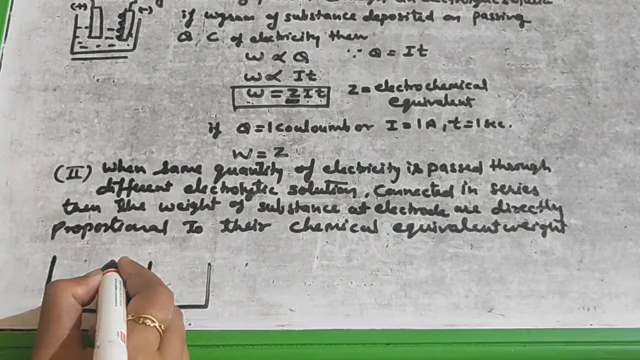 (+) (-)
if w gram of substance deposited on passing
Q, C of electricity then
W ∝ Q ∵ Q = It
W ∝ It
W = ZIt Z = electrochemical
equivalent
if Q = 1 couloumb or I = 1A, t = 1 sec.
W = Z
(II) When Same quantity of electricity is passed through
different electrolytic solution, Connected in series
then the weight of substance at electrode are directly
proportional To their chemical equivalent weight